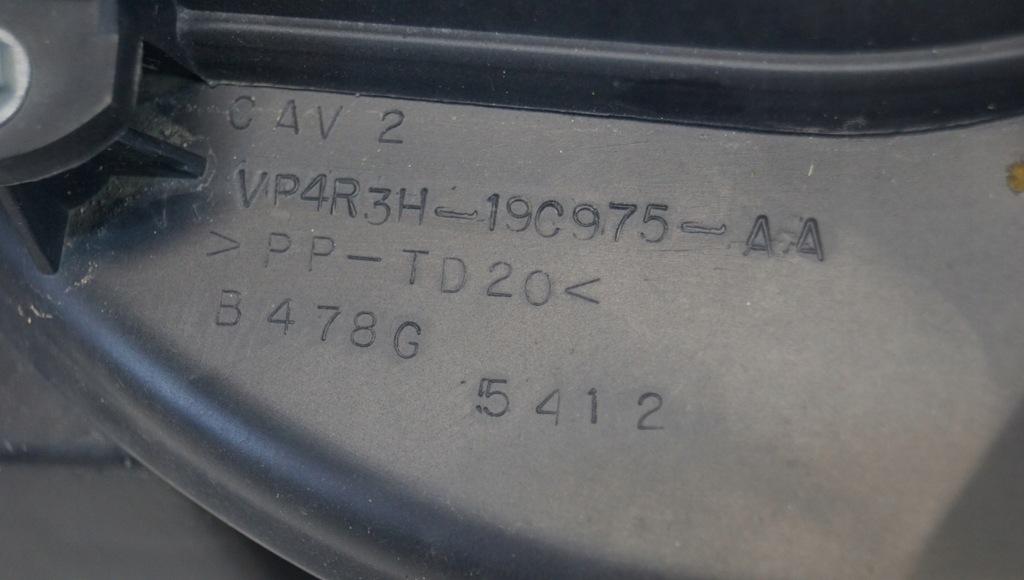 CAV 2
VP4R3H-19C975-AA
>PP-TD20<
B478G
5412